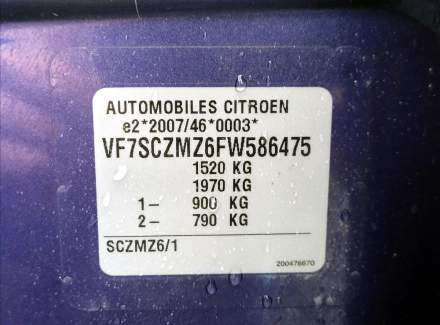 AUTOMOBILES CITROEN
e2*2007/46*0003*
VF7SCZMZ6FW586475
1520 KG
1970 KG
1— 900 KG
2— 790 KG
SCZMZ6/1
200476670